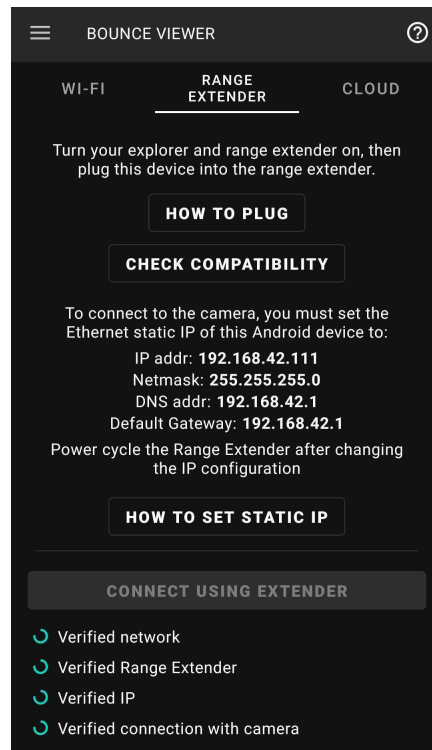 BOUNCE VIEWER
WI-FI
RANGE
EXTENDER
CLOUD
Turn your explorer and range extender on, then
plug this device into the range extender.
HOW TO PLUG
CHECK COMPATIBILITY
To connect to the camera, you must set the
Ethernet static IP of this Android device to:
IP addr: 192.168.42.111
Netmask: 255.255.255.0
DNS addr: 192.168.42.1
Default Gateway: 192.168.42.1
Power cycle the Range Extender after changing
the IP configuration
HOW TO SET STATIC IP
CONNECT USING EXTENDER
Verified network
Verified Range Extender
Verified IP
Verified connection with camera